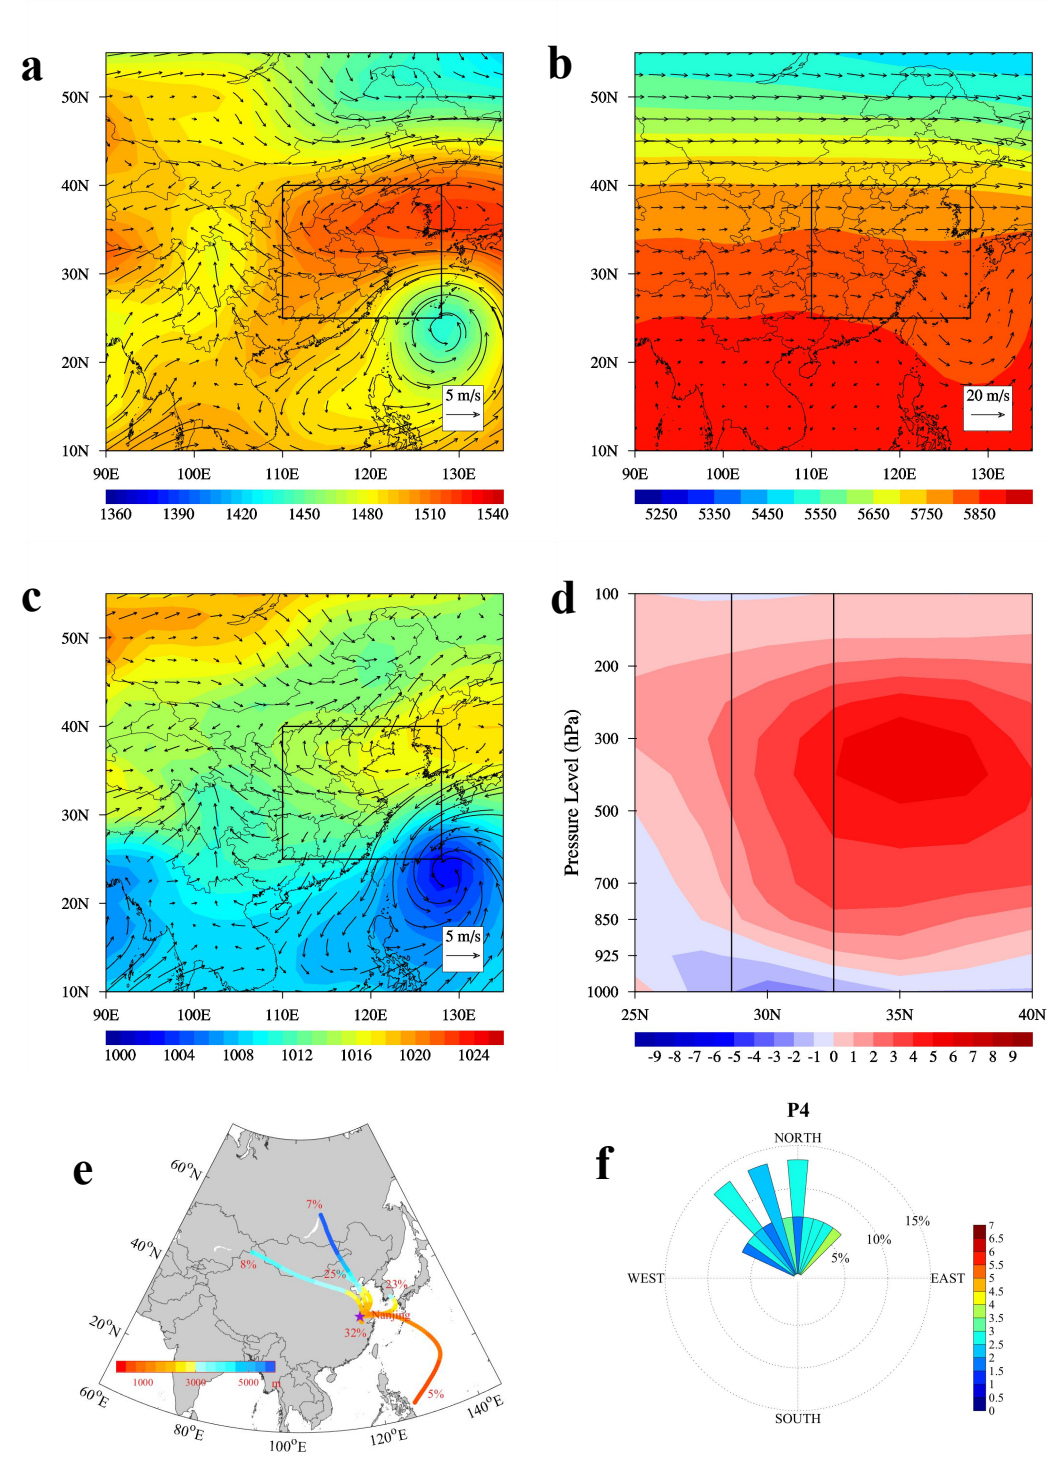 a
50N
40N
30N
20N
10N
5 m/s
90E 100E 110E 120E 130E
1360 1390 1420 1450 1480 1510 1540
b
50N
40N
30N
20N
10N
20 m/s
90E 100E 110E 120E 130E
5250 5350 5450 5550 5650 5750 5850
c
50N
40N
30N
20N
10N
5 m/s
90E 100E 110E 120E 130E
1000 1004 1008 1012 1016 1020 1024
d
Pressure Level (hPa)
100
200
300
500
700
850
925
1000
25N 30N 35N 40N
-9 -8 -7 -6 -5 -4 -3 -2 -1 0 1 2 3 4 5 6 7 8 9
e
60°N
40°N
20°N
7%
8%
25%
23%
Nanjing
32%
5%
1000 3000 5000 m
60°E
80°E
100°E
120°E
140°E
f
P4
NORTH
15%
10%
5%
WEST
EAST
SOUTH
7
6.5
6
5.5
5
4.5
4
3.5
3
2.5
2
1.5
1
0.5
0